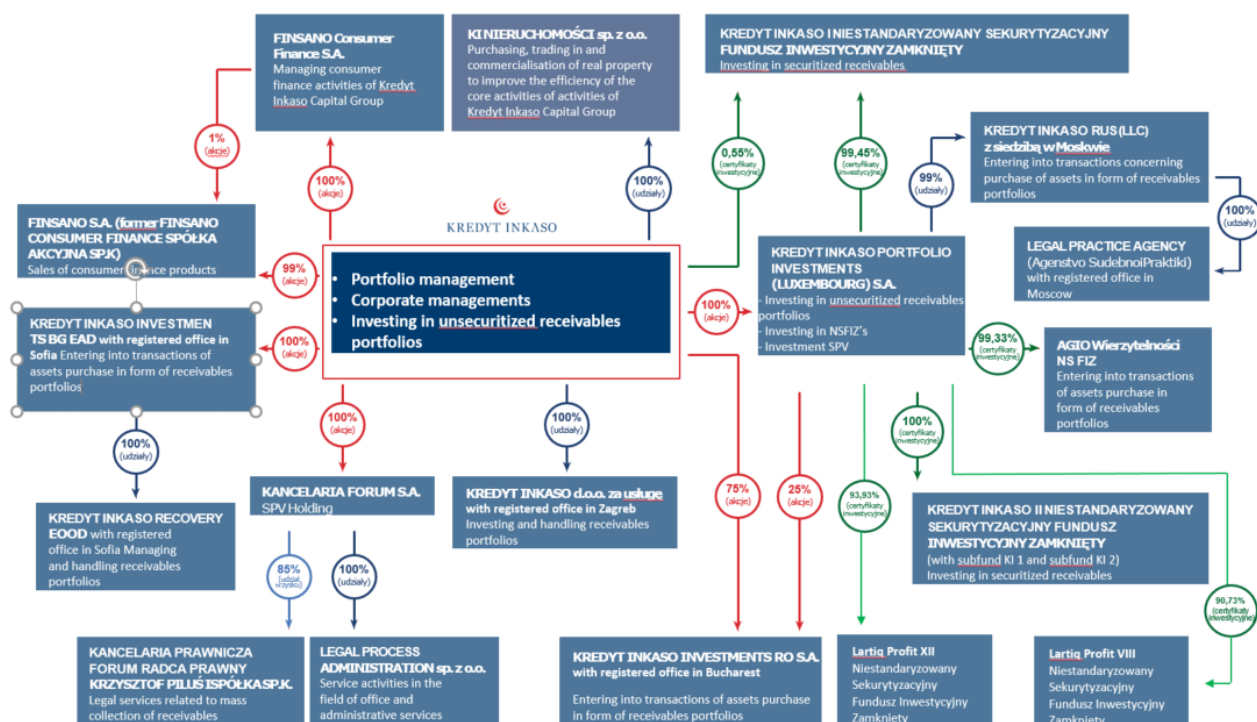 FINSANO Consumer
Finance S.A.
Managing consumer
finance activities of Kredyt
Inkaso Capital Group
KI NIERUCHOMOŚCI sp. z o.o.
Purchasing, trading in and
commercialisation of real property
to improve the efficiency of the
core activities of activities of
Kredyt Inkaso Capital Group
KREDYT INKASO I NIESTANDARYZOWANY SEKURYTYZACYJNY
FUNDUSZ INWESTYCYJNY ZAMKNIĘTY
Investing in securitized receivables
1%
(akcje)
100%
(akcje)
100%
(udziały)
0,55%
(certyfikaty
inwestycyjne)
99,45%
(certyfikaty
inwestycyjne)
99%
(udziały)
KREDYT INKASO RUS (LLC)
z siedzibą w Moskwie
Entering into transactions concerning
purchase of assets in form of receivables
portfolios
100%
(udziały)
LEGAL PRACTICE AGENCY
(Agenstvo Sudebnoi Praktiki)
with registered office in
Moscow
FINSANO S.A. (former FINSANO
CONSUMER FINANCE SPÓŁKA
AKCYJNA SP.K)
Sales of consumer finance products
KREDYT INKASO
99%
(akcje)
• Portfolio management
• Corporate managements
• Investing in unsecuritized receivables
portfolios
100%
(akcje)
KREDYT INKASO PORTFOLIO
INVESTMENTS
(LUXEMBOURG) S.A.
- Investing in unsecuritized receivables
portfolios
- Investing in NSFIZ's
- Investment SPV
KREDYT INKASO INVESTMEN
TS BG EAD with registered office in
Sofia Entering into transactions of
assets purchase in form of receivables
portfolios
100%
(akcje)
99,33%
(certyfikaty
inwestycyjne)
AGIO Wierzytelności
NS FIZ
Entering into transactions
of assets purchase in
form of receivables
portfolios
100%
(udziały)
100%
(akcje)
100%
(udziały)
75%
(akcje)
25%
(akcje)
93,93%
(certyfikaty
inwestycyjne)
100%
(certyfikaty
inwestycyjne)
KREDYT INKASO RECOVERY
EOOD with registered
office in Sofia Managing
and handling receivables
portfolios
KANCELARIA FORUM S.A.
SPV Holding
KREDYT INKASO d.o.o. za usługę
with registered office in Zagreb
Investing and handling receivables
portfolios
KREDYT INKASO II NIESTANDARYZOWANY
SEKURYTYZACYJNY FUNDUSZ
INWESTYCYJNY ZAMKNIĘTY
(with subfund KI 1 and subfund KI 2)
Investing in securitized receivables
85%
(udział
w zysku)
100%
(udziały)
90,73%
(certyfikaty
inwestycyjne)
KANCELARIA PRAWNICZA
FORUM RADCA PRAWNY
KRZYSZTOF PILUŚ I SPÓŁKA SP.K.
Legal services related to mass
collection of receivables
LEGAL PROCESS
ADMINISTRATION sp. z o.o.
Service activities in the
field of office and
administrative services
KREDYT INKASO INVESTMENTS RO S.A.
with registered office in Bucharest
Entering into transactions of assets purchase
in form of receivables portfolios
Lartiq Profit XII
Niestandaryzowany
Sekurytyzacyjny
Fundusz Inwestycyjny
Zamknięty
Lartiq Profit VIII
Niestandaryzowany
Sekurytyzacyjny
Fundusz Inwestycyjny
Zamknięty